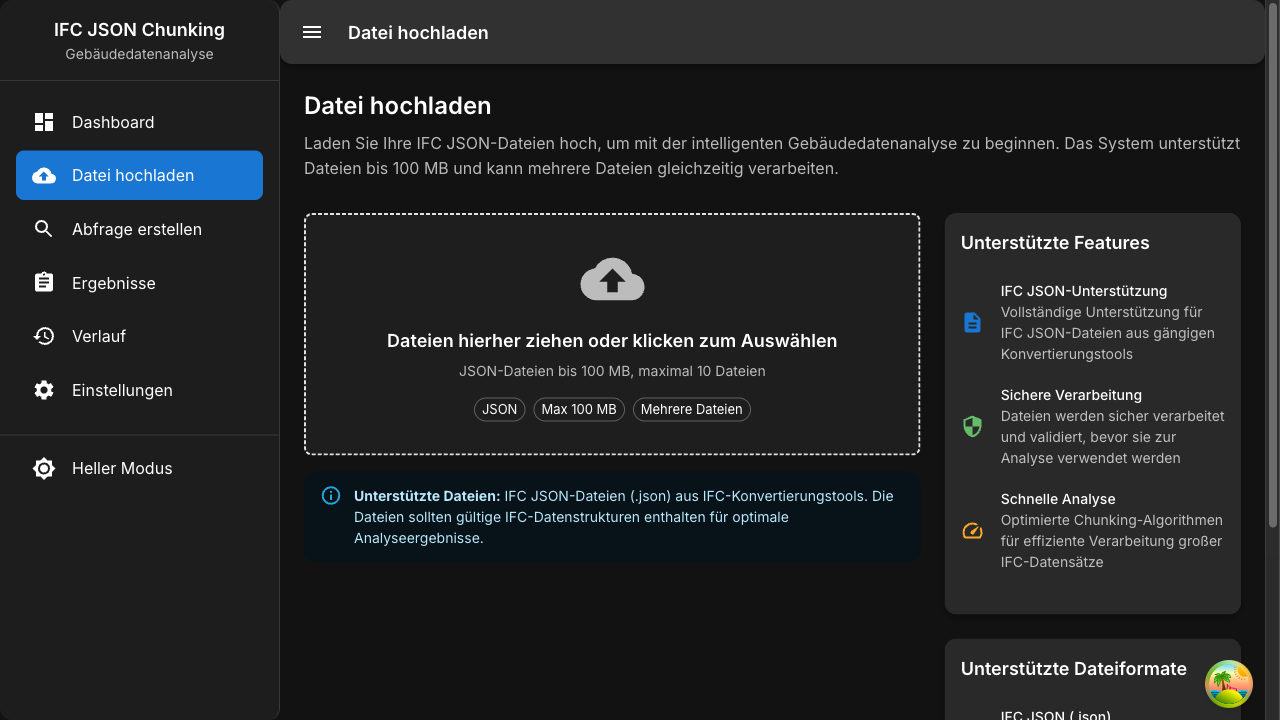 IFC JSON Chunking
Gebäudedatenanalyse
Dashboard
Datei hochladen
Abfrage erstellen
Ergebnisse
Verlauf
Einstellungen
Heller Modus
Datei hochladen
Datei hochladen
Laden Sie Ihre IFC JSON-Dateien hoch, um mit der intelligenten Gebäudedatenanalyse zu beginnen. Das System unterstützt
Dateien bis 100 MB und kann mehrere Dateien gleichzeitig verarbeiten.
Dateien hierher ziehen oder klicken zum Auswählen
JSON-Dateien bis 100 MB, maximal 10 Dateien
JSON
Max 100 MB
Mehrere Dateien
Unterstützte Dateien: IFC JSON-Dateien (.json) aus IFC-Konvertierungstools. Die
Dateien sollten gültige IFC-Datenstrukturen enthalten für optimale
Analyseergebnisse.
Unterstützte Features
IFC JSON-Unterstützung
Vollständige Unterstützung für
IFC JSON-Dateien aus gängigen
Konvertierungstools
Sichere Verarbeitung
Dateien werden sicher verarbeitet
und validiert, bevor sie zur
Analyse verwendet werden
Schnelle Analyse
Optimierte Chunking-Algorithmen
für effiziente Verarbeitung großer
IFC-Datensätze
Unterstützte Dateiformate
IFC JSON (.json)